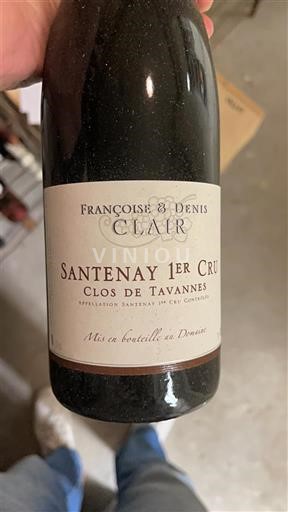 Françoise & Denis
CLAIR
VINIOU
Santenay 1er Cru
Clos de Tavannes
Appellation Santenay 1er Cru Contrôlée
Mis en bouteille au Domaine